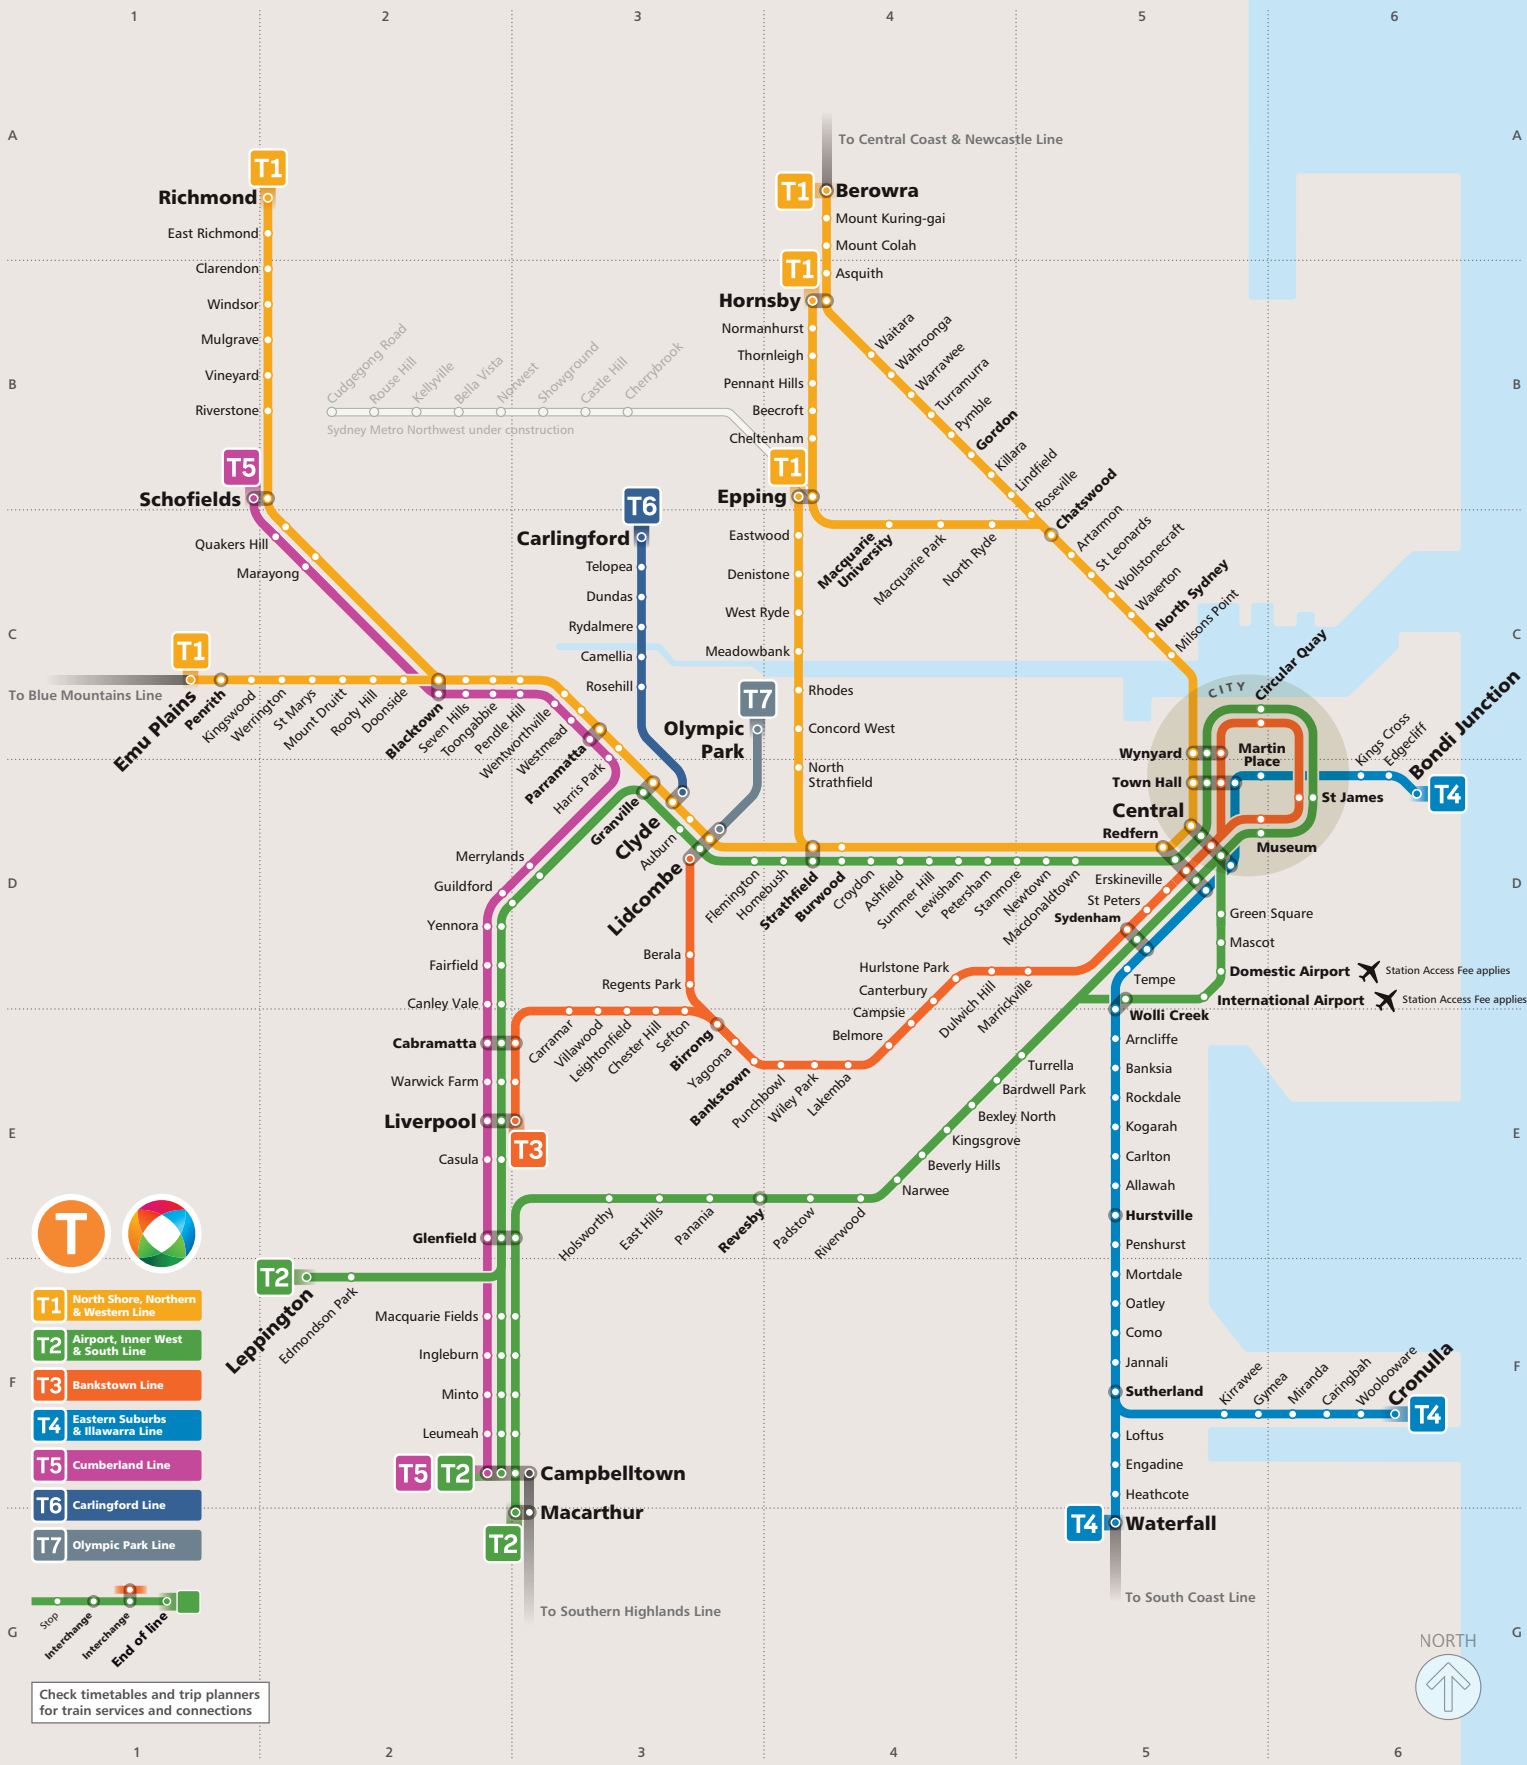 1
2
3
4
5
6
A
A
To Central Coast & Newcastle Line
T1
Richmond
East Richmond
Clarendon
Windsor
Mulgrave
Vineyard
Riverstone
T5
Schofields
Quakers Hill
Marayong
T1
Berowra
Mount Kuring-gai
Mount Colah
Asquith
T1
Hornsby
Normanhurst
Thornleigh
Pennant Hills
Beecroft
Cheltenham
T1
Epping
Waitara
Wahroonga
Warrawee
Turramurra
Pymble
Gordon
Killara
Lindfield
Roseville
Chatswood
Artarmon
St Leonards
Wollstonecraft
Waverton
North Sydney
Milsons Point
B
B
Cudgegong Road
Rouse Hill
Kellyville
Bella Vista
Norwest
Showground
Castle Hill
Cherrybrook
Sydney Metro Northwest under construction
Macquarie
University
Macquarie Park
North Ryde
Eastwood
Denistone
West Ryde
Meadowbank
Rhodes
Concord West
North
Strathfield
T6
Carlingford
Telopea
Dundas
Rydalmere
Camellia
Rosehill
T7
Olympic
Park
C
C
T1
To Blue Mountains Line
Emu Plains
Penrith
Kingswood
Werrington
St Marys
Mount Druitt
Rooty Hill
Doonside
Blacktown
Seven Hills
Toongabbie
Pendle Hill
Wentworthville
Westmead
Parramatta
Harris Park
Granville
Clyde
Auburn
Lidcombe
CITY
Circular Quay
Wynyard
Martin
Place
Town Hall
Central
Redfern
St James
Museum
Kings Cross
Edgecliff
Bondi Junction
T4
D
D
Merrylands
Guildford
Yennora
Fairfield
Canley Vale
Cabramatta
Warwick Farm
Liverpool
T3
Casula
Glenfield
Flemington
Homebush
Strathfield
Burwood
Croydon
Ashfield
Summer Hill
Lewisham
Petersham
Stanmore
Newtown
Macdonaldtown
Erskineville
St Peters
Sydenham
Green Square
Mascot
Domestic Airport
Station Access Fee applies
International Airport
Station Access Fee applies
Tempe
Wolli Creek
Berala
Regents Park
Carramar
Villawood
Leightonfield
Chester Hill
Sefton
Birrong
Yagoona
Bankstown
Punchbowl
Wiley Park
Lakemba
Belmore
Campsie
Canterbury
Hurlstone Park
Dulwich Hill
Marrickville
E
E
Turrella
Bardwell Park
Bexley North
Kingsgrove
Beverly Hills
Narwee
Riverwood
Padstow
Revesby
Panania
East Hills
Holsworthy
Arncliffe
Banksia
Rockdale
Kogarah
Carlton
Allawah
Hurstville
Penshurst
Mortdale
Oatley
Como
Jannali
Sutherland
Loftus
Engadine
Heathcote
T4
Waterfall
To South Coast Line
Kirrawee
Gymea
Miranda
Caringbah
Woolooware
Cronulla
T4
F
F
T2
Leppington
Edmondson Park
Macquarie Fields
Ingleburn
Minto
Leumeah
T5
T2
Campbelltown
Macarthur
T2
To Southern Highlands Line
T
T1
North Shore, Northern
& Western Line
T2
Airport, Inner West
& South Line
T3
Bankstown Line
T4
Eastern Suburbs
& Illawarra Line
T5
Cumberland Line
T6
Carlingford Line
T7
Olympic Park Line
Stop
Interchange
Interchange
End of line
G
G
NORTH
Check timetables and trip planners
for train services and connections
1
2
3
4
5
6